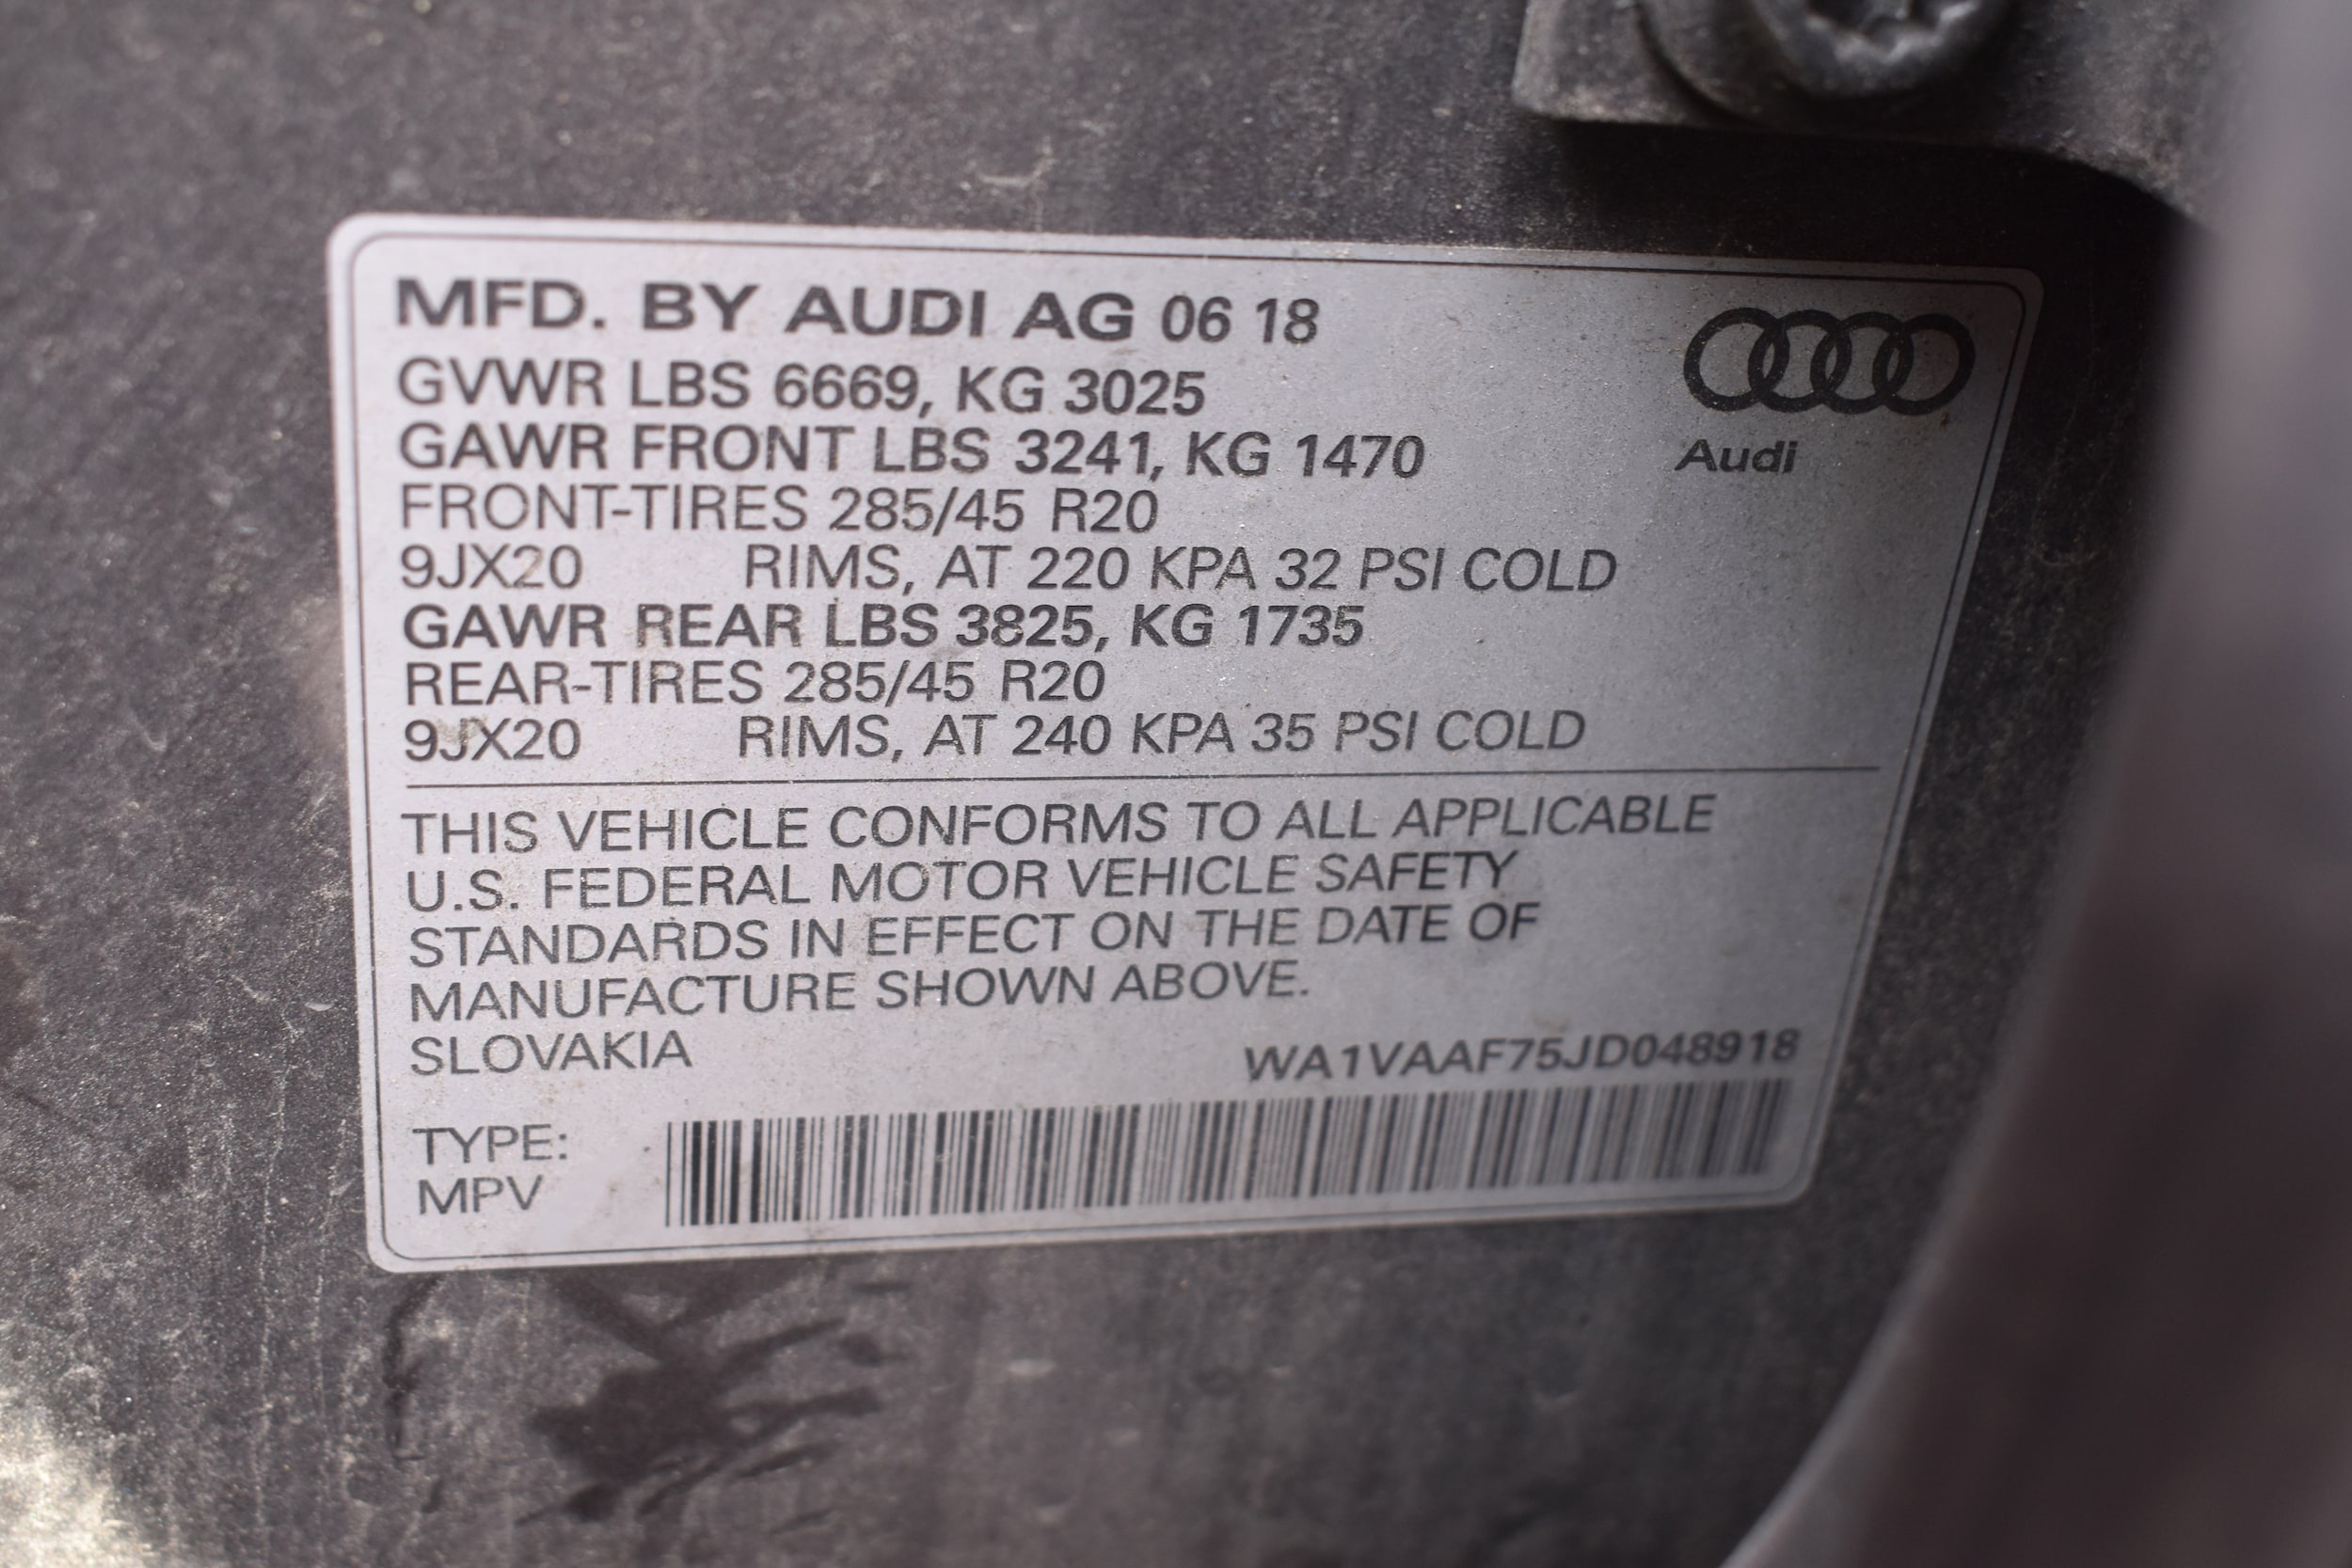 MFD. BY AUDI AG 06 18
GVWR LBS 6669, KG 3025
GAWR FRONT LBS 3241, KG 1470
Audi
FRONT-TIRES 285/45 R20
9JX20 RIMS, AT 220 KPA 32 PSI COLD
GAWR REAR LBS 3825, KG 1735
REAR-TIRES 285/45 R20
9JX20 RIMS, AT 240 KPA 35 PSI COLD
THIS VEHICLE CONFORMS TO ALL APPLICABLE
U.S. FEDERAL MOTOR VEHICLE SAFETY
STANDARDS IN EFFECT ON THE DATE OF
MANUFACTURE SHOWN ABOVE.
SLOVAKIA WA1VAAF75JD048918
TYPE:
MPV